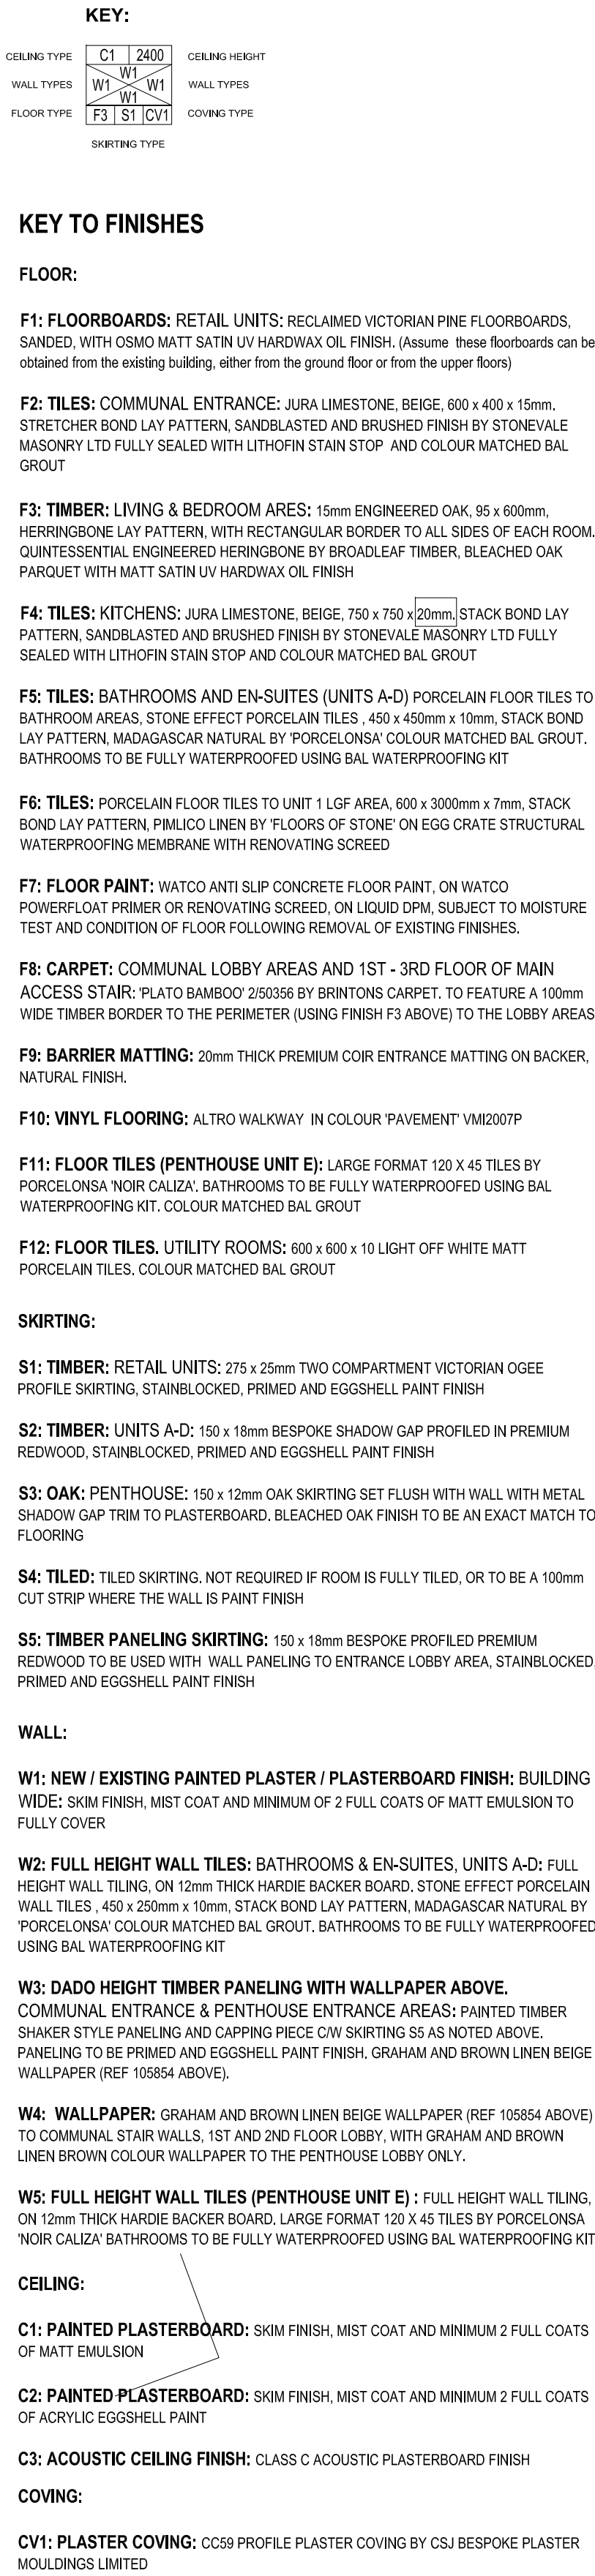 KEY:
CEILING TYPE C1 2400 CEILING HEIGHT
W1
WALL TYPES W1 W1 WALL TYPES
W1
FLOOR TYPE F3 S1 CV1 COVING TYPE
SKIRTING TYPE
KEY TO FINISHES
FLOOR:
F1: FLOORBOARDS: RETAIL UNITS: RECLAIMED VICTORIAN PINE FLOORBOARDS,
SANDED, WITH OSMO MATT SATIN UV HARDWAX OIL FINISH. (Assume these floorboards can be
obtained from the existing building, either from the ground floor or from the upper floors)
F2: TILES: COMMUNAL ENTRANCE: JURA LIMESTONE, BEIGE, 600 x 400 x 15mm.
STRETCHER BOND LAY PATTERN, SANDBLASTED AND BRUSHED FINISH BY STONEVALE
MASONRY LTD FULLY SEALED WITH LITHOFIN STAIN STOP AND COLOUR MATCHED BAL
GROUT
F3: TIMBER: LIVING & BEDROOM ARES: 15mm ENGINEERED OAK, 95 x 600mm,
HERRINGBONE LAY PATTERN, WITH RECTANGULAR BORDER TO ALL SIDES OF EACH ROOM.
QUINTESSENTIAL ENGINEERED HERINGBONE BY BROADLEAF TIMBER, BLEACHED OAK
PARQUET WITH MATT SATIN UV HARDWAX OIL FINISH
F4: TILES: KITCHENS: JURA LIMESTONE, BEIGE, 750 x 750 x 20mm. STACK BOND LAY
PATTERN, SANDBLASTED AND BRUSHED FINISH BY STONEVALE MASONRY LTD FULLY
SEALED WITH LITHOFIN STAIN STOP AND COLOUR MATCHED BAL GROUT
F5: TILES: BATHROOMS AND EN-SUITES (UNITS A-D) PORCELAIN FLOOR TILES TO
BATHROOM AREAS, STONE EFFECT PORCELAIN TILES , 450 x 450mm x 10mm, STACK BOND
LAY PATTERN, MADAGASCAR NATURAL BY 'PORCELONSA' COLOUR MATCHED BAL GROUT.
BATHROOMS TO BE FULLY WATERPROOFED USING BAL WATERPROOFING KIT
F6: TILES: PORCELAIN FLOOR TILES TO UNIT 1 LGF AREA, 600 x 3000mm x 7mm, STACK
BOND LAY PATTERN, PIMLICO LINEN BY 'FLOORS OF STONE' ON EGG CRATE STRUCTURAL
WATERPROOFING MEMBRANE WITH RENOVATING SCREED
F7: FLOOR PAINT: WATCO ANTI SLIP CONCRETE FLOOR PAINT, ON WATCO
POWERFLOAT PRIMER OR RENOVATING SCREED, ON LIQUID DPM, SUBJECT TO MOISTURE
TEST AND CONDITION OF FLOOR FOLLOWING REMOVAL OF EXISTING FINISHES.
F8: CARPET: COMMUNAL LOBBY AREAS AND 1ST - 3RD FLOOR OF MAIN
ACCESS STAIR: 'PLATO BAMBOO' 2/50356 BY BRINTONS CARPET. TO FEATURE A 100mm
WIDE TIMBER BORDER TO THE PERIMETER (USING FINISH F3 ABOVE) TO THE LOBBY AREAS
F9: BARRIER MATTING: 20mm THICK PREMIUM COIR ENTRANCE MATTING ON BACKER,
NATURAL FINISH.
F10: VINYL FLOORING: ALTRO WALKWAY IN COLOUR 'PAVEMENT' VMI2007P
F11: FLOOR TILES (PENTHOUSE UNIT E): LARGE FORMAT 120 X 45 TILES BY
PORCELONSA 'NOIR CALIZA'. BATHROOMS TO BE FULLY WATERPROOFED USING BAL
WATERPROOFING KIT. COLOUR MATCHED BAL GROUT
F12: FLOOR TILES. UTILITY ROOMS: 600 x 600 x 10 LIGHT OFF WHITE MATT
PORCELAIN TILES. COLOUR MATCHED BAL GROUT
SKIRTING:
S1: TIMBER: RETAIL UNITS: 275 x 25mm TWO COMPARTMENT VICTORIAN OGEE
PROFILE SKIRTING, STAINBLOCKED, PRIMED AND EGGSHELL PAINT FINISH
S2: TIMBER: UNITS A-D: 150 x 18mm BESPOKE SHADOW GAP PROFILED IN PREMIUM
REDWOOD, STAINBLOCKED, PRIMED AND EGGSHELL PAINT FINISH
S3: OAK: PENTHOUSE: 150 x 12mm OAK SKIRTING SET FLUSH WITH WALL WITH METAL
SHADOW GAP TRIM TO PLASTERBOARD. BLEACHED OAK FINISH TO BE AN EXACT MATCH TO
FLOORING
S4: TILED: TILED SKIRTING. NOT REQUIRED IF ROOM IS FULLY TILED, OR TO BE A 100mm
CUT STRIP WHERE THE WALL IS PAINT FINISH
S5: TIMBER PANELING SKIRTING: 150 x 18mm BESPOKE PROFILED PREMIUM
REDWOOD TO BE USED WITH WALL PANELING TO ENTRANCE LOBBY AREA, STAINBLOCKED,
PRIMED AND EGGSHELL PAINT FINISH
WALL:
W1: NEW / EXISTING PAINTED PLASTER / PLASTERBOARD FINISH: BUILDING
WIDE: SKIM FINISH, MIST COAT AND MINIMUM OF 2 FULL COATS OF MATT EMULSION TO
FULLY COVER
W2: FULL HEIGHT WALL TILES: BATHROOMS & EN-SUITES, UNITS A-D: FULL
HEIGHT WALL TILING, ON 12mm THICK HARDIE BACKER BOARD. STONE EFFECT PORCELAIN
WALL TILES , 450 x 250mm x 10mm, STACK BOND LAY PATTERN, MADAGASCAR NATURAL BY
'PORCELONSA' COLOUR MATCHED BAL GROUT. BATHROOMS TO BE FULLY WATERPROOFED
USING BAL WATERPROOFING KIT
W3: DADO HEIGHT TIMBER PANELING WITH WALLPAPER ABOVE.
COMMUNAL ENTRANCE & PENTHOUSE ENTRANCE AREAS: PAINTED TIMBER
SHAKER STYLE PANELING AND CAPPING PIECE C/W SKIRTING S5 AS NOTED ABOVE.
PANELING TO BE PRIMED AND EGGSHELL PAINT FINISH. GRAHAM AND BROWN LINEN BEIGE
WALLPAPER (REF 105854 ABOVE).
W4: WALLPAPER: GRAHAM AND BROWN LINEN BEIGE WALLPAPER (REF 105854 ABOVE)
TO COMMUNAL STAIR WALLS, 1ST AND 2ND FLOOR LOBBY, WITH GRAHAM AND BROWN
LINEN BROWN COLOUR WALLPAPER TO THE PENTHOUSE LOBBY ONLY.
W5: FULL HEIGHT WALL TILES (PENTHOUSE UNIT E) : FULL HEIGHT WALL TILING,
ON 12mm THICK HARDIE BACKER BOARD. LARGE FORMAT 120 X 45 TILES BY PORCELONSA
'NOIR CALIZA' BATHROOMS TO BE FULLY WATERPROOFED USING BAL WATERPROOFING KIT
CEILING:
C1: PAINTED PLASTERBOARD: SKIM FINISH, MIST COAT AND MINIMUM 2 FULL COATS
OF MATT EMULSION
C2: PAINTED PLASTERBOARD: SKIM FINISH, MIST COAT AND MINIMUM 2 FULL COATS
OF ACRYLIC EGGSHELL PAINT
C3: ACOUSTIC CEILING FINISH: CLASS C ACOUSTIC PLASTERBOARD FINISH
COVING:
CV1: PLASTER COVING: CC59 PROFILE PLASTER COVING BY CSJ BESPOKE PLASTER
MOULDINGS LIMITED